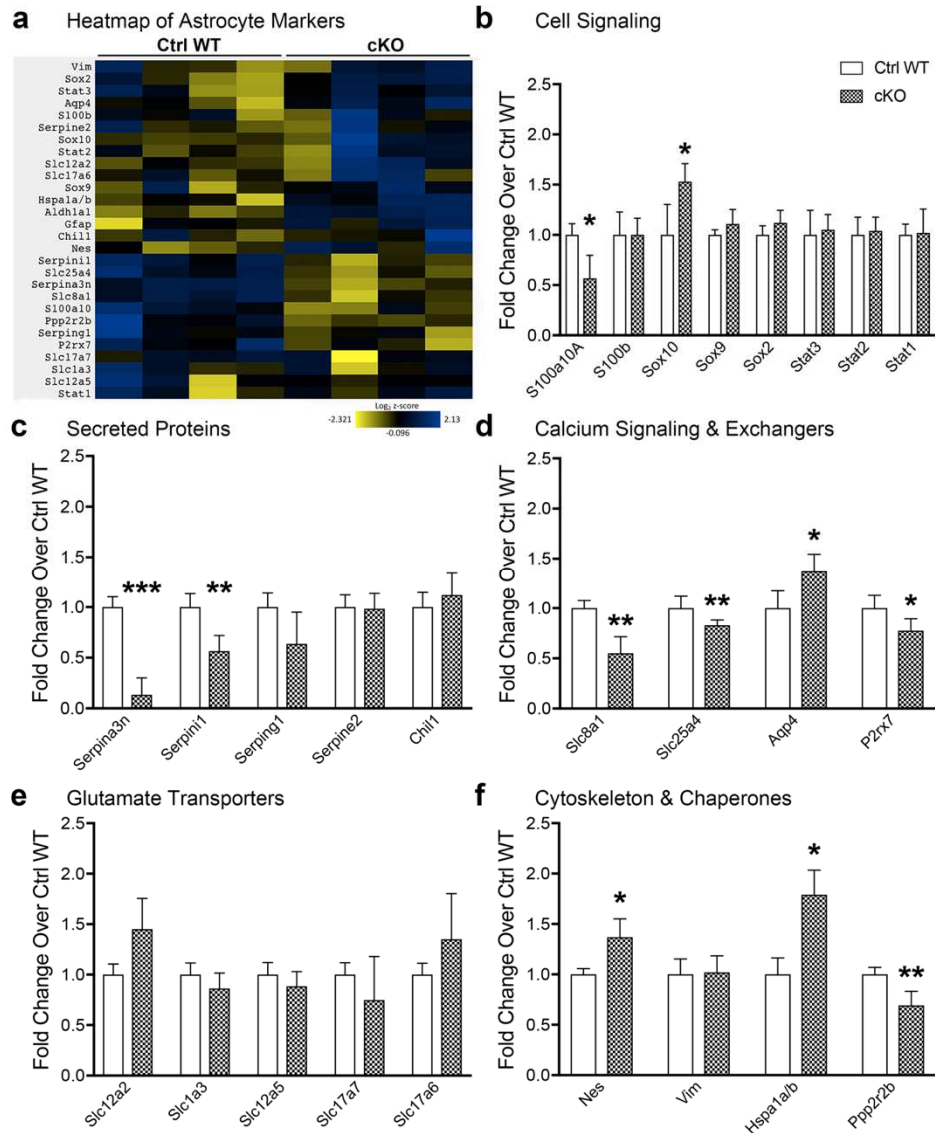 a Heatmap of Astrocyte Markers
Ctrl WT cKO
Vim
Sox2
Stat3
Aqp4
S100b
Serpine2
Sox10
Stat2
Slc12a2
Slc17a6
Sox9
Hspa1a/b
Aldh1a1
Gfap
Chil1
Nes
Serpini1
Slc25a4
Serpina3n
Slc8a1
S100a10
Ppp2r2b
Serping1
P2rx7
Slc17a7
Slc1a3
Slc12a5
Stat1
Log2 z-score
-2.321 2.13
-0.096
b Cell Signaling
Ctrl WT
cKO
Fold Change Over Ctrl WT
2.5
2.0
1.5
1.0
0.5
0.0
* *
S100a10A S100b Sox10 Sox9 Sox2 Stat3 Stat2 Stat1
c Secreted Proteins
Fold Change Over Ctrl WT
2.5
2.0
1.5
1.0
0.5
0.0
*** **
Serpina3n Serpini1 Serping1 Serpine2 Chil1
d Calcium Signaling & Exchangers
Fold Change Over Ctrl WT
2.5
2.0
1.5
1.0
0.5
0.0
** ** * *
Slc8a1 Slc25a4 Aqp4 P2rx7
e Glutamate Transporters
Fold Change Over Ctrl WT
2.5
2.0
1.5
1.0
0.5
0.0
Slc12a2 Slc1a3 Slc12a5 Slc17a7 Slc17a6
f Cytoskeleton & Chaperones
Fold Change Over Ctrl WT
2.5
2.0
1.5
1.0
0.5
0.0
* * **
Nes Vim Hspa1a/b Ppp2r2b